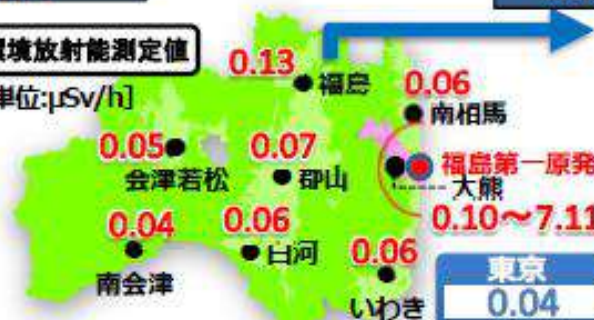 環境放射能測定値
単位:μSv/h]
0.13
福島
0.06
南相馬
0.05
会津若松
0.07
郡山
福島第一原発
大熊
0.10～7.11
0.04
南会津
0.06
白河
0.06
いわき
東京
0.04